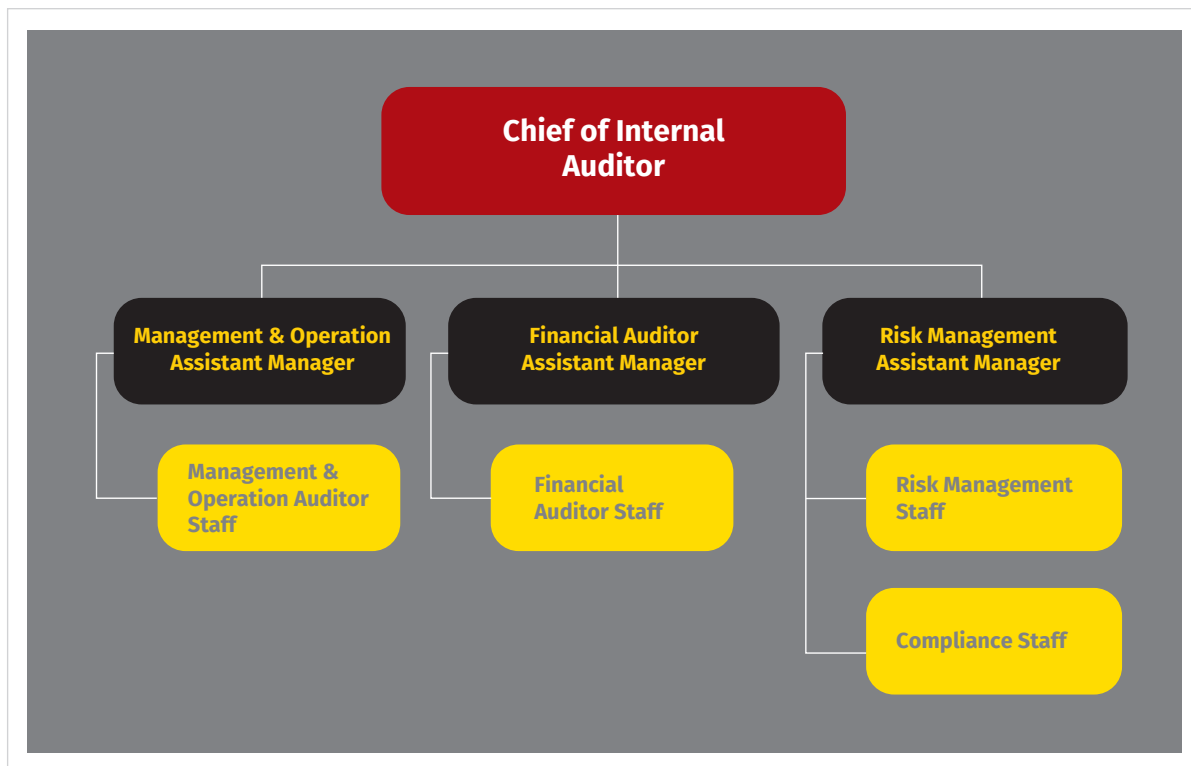 Chief of Internal
Auditor
Management & Operation
Assistant Manager
Financial Auditor
Assistant Manager
Risk Management
Assistant Manager
Management &
Operation Auditor
Staff
Financial
Auditor Staff
Risk Management
Staff
Compliance Staff